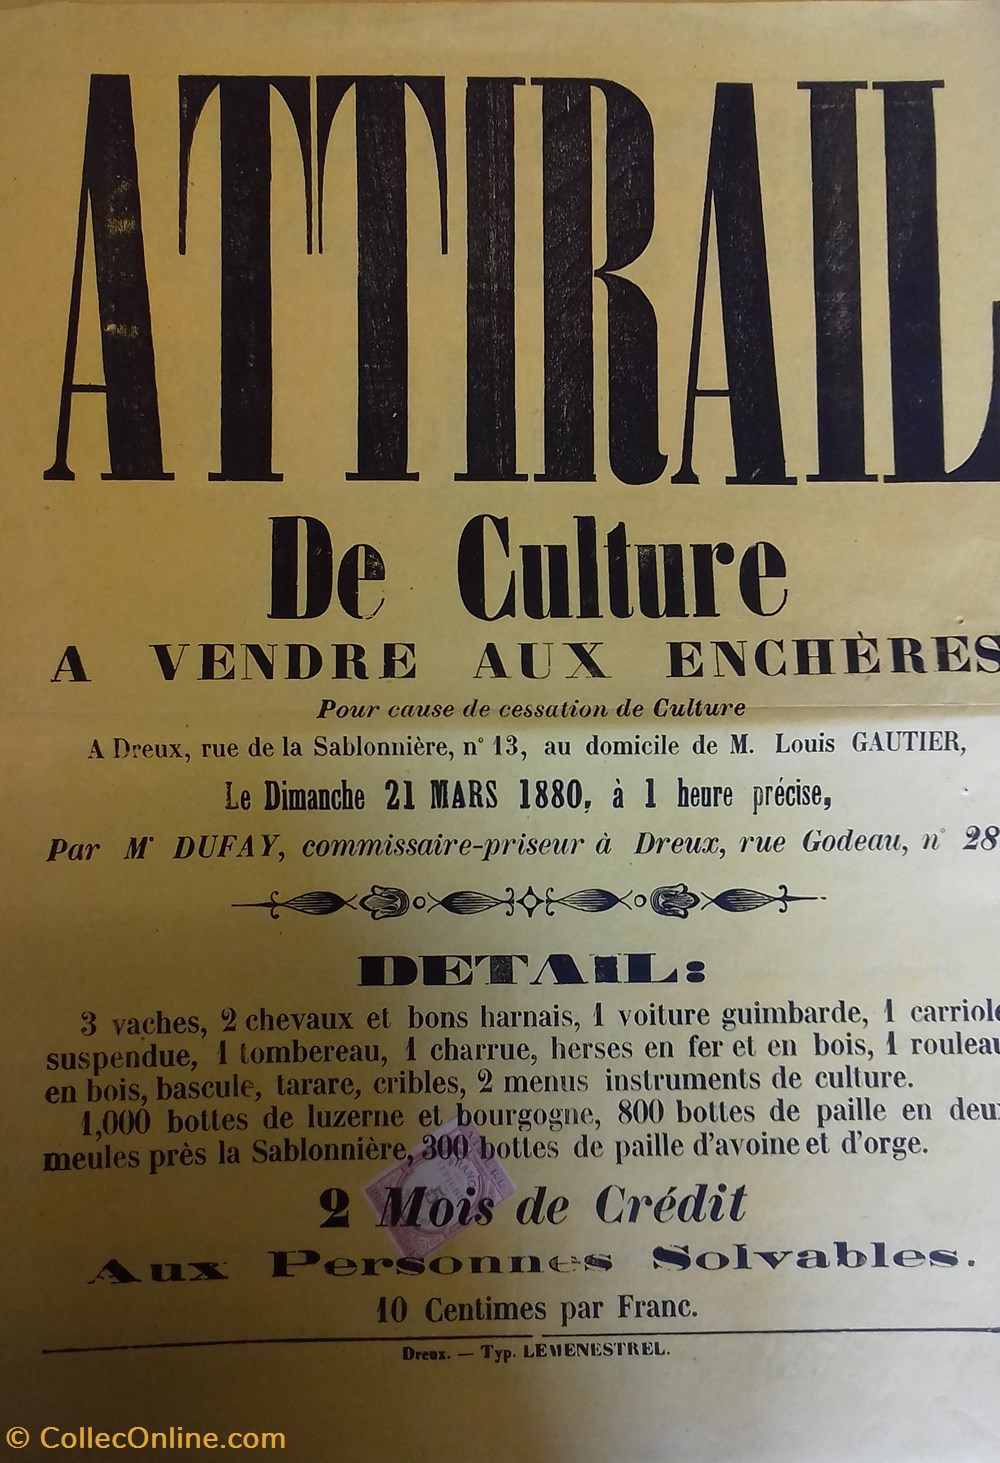 ATTIRAIL
De Culture
A VENDRE AUX ENCHÈRES
Pour cause de cessation de Culture
A Dreux, rue de la Sablonnière, n° 13, au domicile de M. Louis GAUTIER,
Le Dimanche 21 MARS 1880, à 1 heure précise,
Par Mᵉ DUFAY, commissaire-priseur à Dreux, rue Godeau, n° 28.
DETAIL:
3 vaches, 2 chevaux et bons harnais, 1 voiture guimbarde, 1 carriole
suspendue, 1 tombereau, 1 charrue, herses en fer et en bois, 1 rouleau
en bois, bascule, tarare, cribles, 2 menus instruments de culture.
1,000 bottes de luzerne et bourgogne, 800 bottes de paille en deux
meules près la Sablonnière, 300 bottes de paille d'avoine et d'orge.
2 Mois de Crédit
Aux Personnes Solvables.
10 Centimes par Franc.
Dreux. — Typ. LEMENESTREL.
© CollecOnline.com